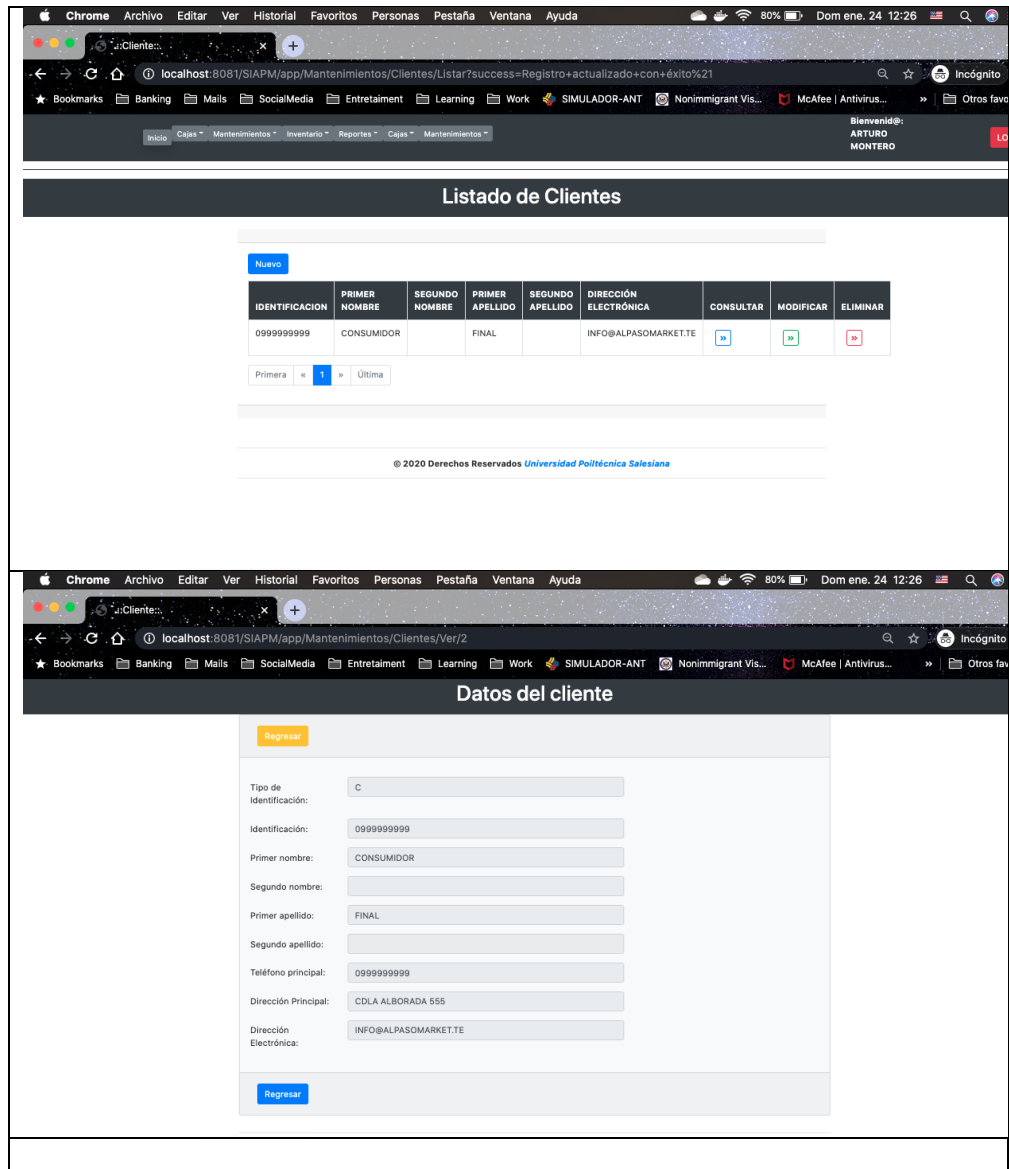 Chrome Archivo Editar Ver Historial Favoritos Personas Pestaña Ventana Ayuda 80% Dom ene. 24 12:26
.::Cliente::. × +
localhost:8081/SIAPM/app/Mantenimientos/Clientes/Listar?success=Registro+actualizado+con+éxito%21 Incógnito
Bookmarks Banking Mails SocialMedia Entretaiment Learning Work SIMULADOR-ANT Nonimmigrant Vis... McAfee | Antivirus... » Otros favo
Inicio Cajas Mantenimientos Inventario Reportes Cajas Mantenimientos
Bienvenid@:
ARTURO
MONTERO
LO
Listado de Clientes
Nuevo
IDENTIFICACION PRIMER NOMBRE SEGUNDO NOMBRE PRIMER APELLIDO SEGUNDO APELLIDO DIRECCIÓN ELECTRÓNICA CONSULTAR MODIFICAR ELIMINAR
0999999999 CONSUMIDOR FINAL INFO@ALPASOMARKET.TE » » »
Primera « 1 » Última
© 2020 Derechos Reservados Universidad Poiltécnica Salesiana
Chrome Archivo Editar Ver Historial Favoritos Personas Pestaña Ventana Ayuda 80% Dom ene. 24 12:26
.::Cliente::. × +
localhost:8081/SIAPM/app/Mantenimientos/Clientes/Ver/2 Incógnito
Bookmarks Banking Mails SocialMedia Entretaiment Learning Work SIMULADOR-ANT Nonimmigrant Vis... McAfee | Antivirus... » Otros fav
Datos del cliente
Regresar
Tipo de Identificación: C
Identificación: 0999999999
Primer nombre: CONSUMIDOR
Segundo nombre:
Primer apellido: FINAL
Segundo apellido:
Teléfono principal: 0999999999
Dirección Principal: CDLA ALBORADA 555
Dirección Electrónica: INFO@ALPASOMARKET.TE
Regresar